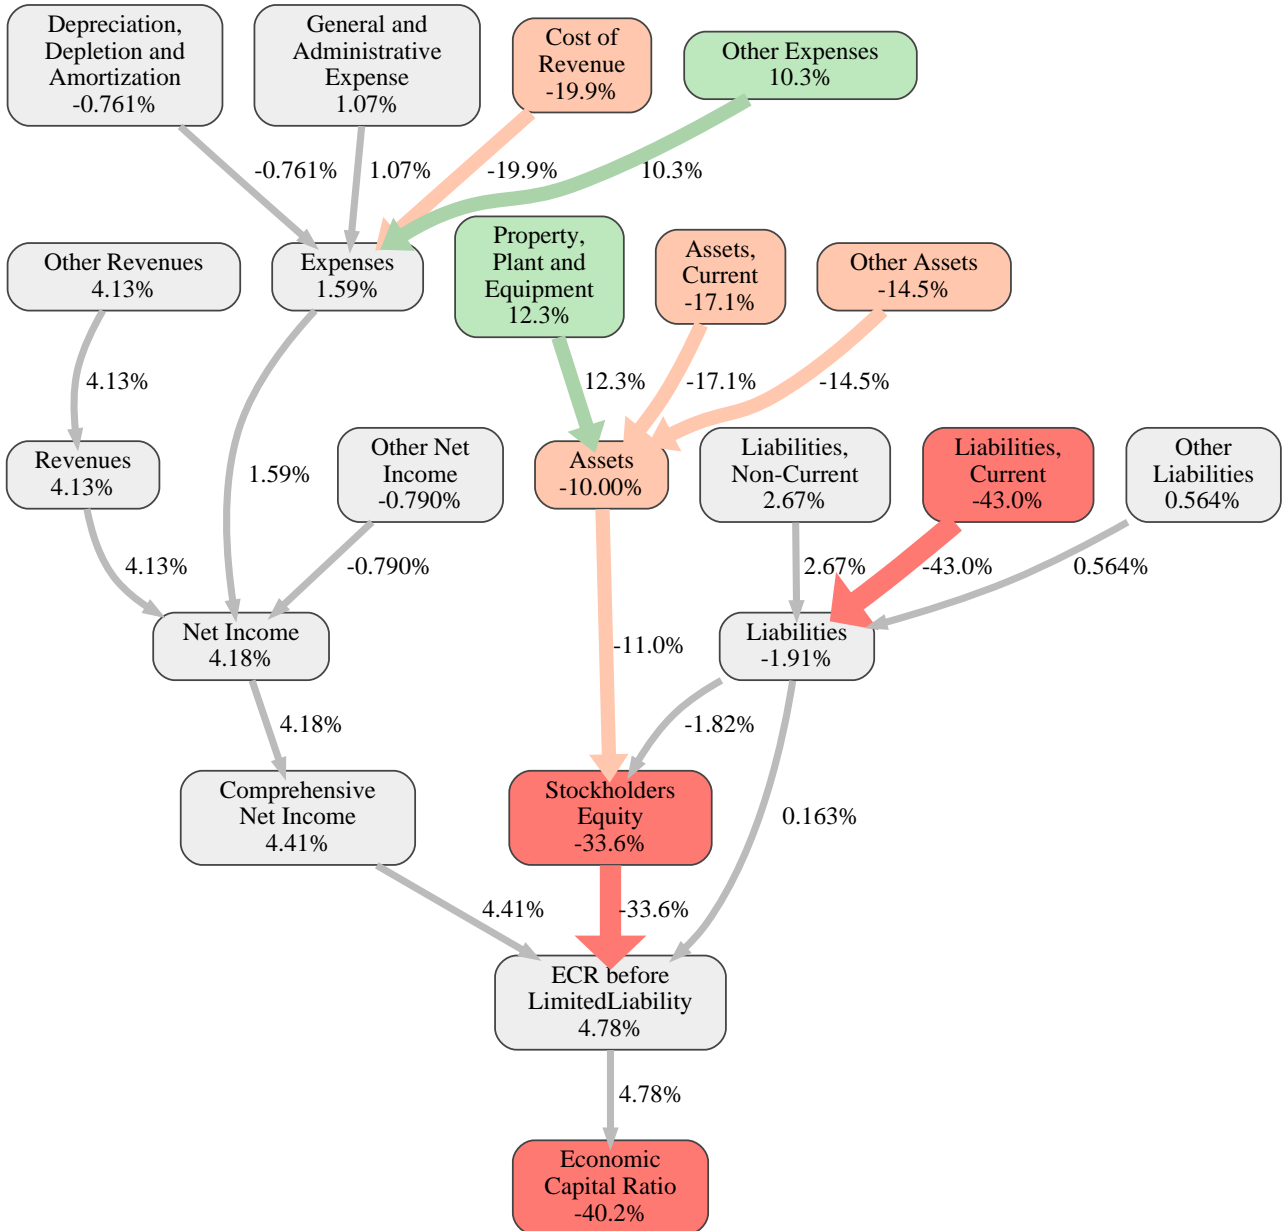 Depreciation,
Depletion and
Amortization
-0.761%
General and
Administrative
Expense
1.07%
Cost of
Revenue
-19.9%
Other Expenses
10.3%
-0.761%
1.07%
-19.9%
10.3%
Other Revenues
4.13%
Expenses
1.59%
Property,
Plant and
Equipment
12.3%
Assets,
Current
-17.1%
Other Assets
-14.5%
4.13%
12.3%
-17.1%
-14.5%
Revenues
4.13%
1.59%
Other Net
Income
-0.790%
Assets
-10.00%
Liabilities,
Non-Current
2.67%
Liabilities,
Current
-43.0%
Other
Liabilities
0.564%
4.13%
-0.790%
2.67%
-43.0%
0.564%
Net Income
4.18%
-11.0%
Liabilities
-1.91%
4.18%
-1.82%
Comprehensive
Net Income
4.41%
Stockholders
Equity
-33.6%
0.163%
4.41%
-33.6%
ECR before
LimitedLiability
4.78%
4.78%
Economic
Capital Ratio
-40.2%